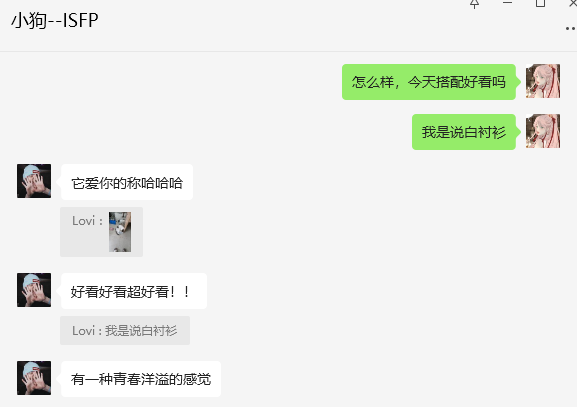 小狗--ISFP
怎么样，今天搭配好看吗
我是说白衬衫
它爱你的称哈哈哈
Lovi :
好看好看超好看！！
Lovi : 我是说白衬衫
有一种青春洋溢的感觉